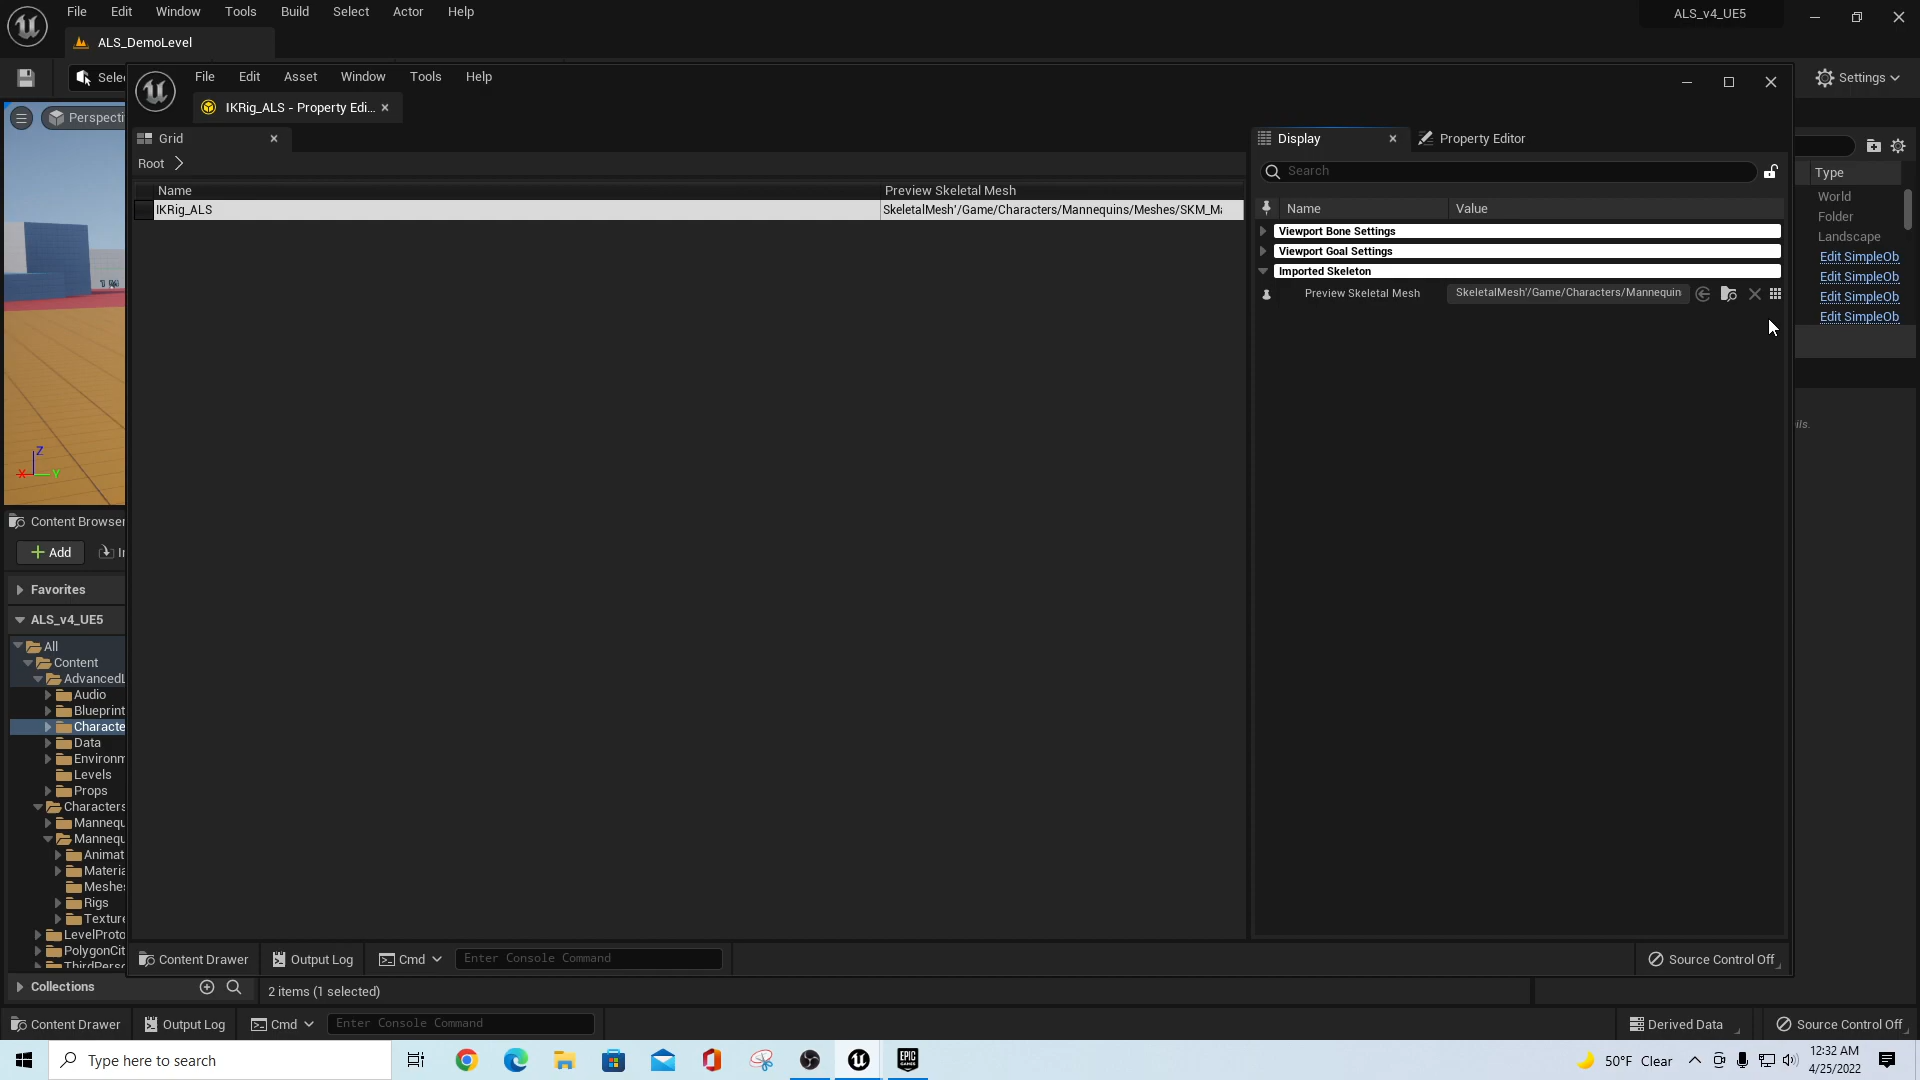 File Edit Window Tools Build Select Actor Help
ALS_v4_UE5
ALS_DemoLevel
Settings
File Edit Asset Window Tools Help
IKRig_ALS - Property Edi...
Perspecti
Grid
Display
Property Editor
Root
Search
Type
Name Preview Skeletal Mesh
IKRig_ALS SkeletalMesh'/Game/Characters/Mannequins/Meshes/SKM_Ma
Name Value
World
Folder
Landscape
Viewport Bone Settings
Viewport Goal Settings
Imported Skeleton
Preview Skeletal Mesh SkeletalMesh'/Game/Characters/Mannequin
Edit SimpleOb
Edit SimpleOb
Edit SimpleOb
Edit SimpleOb
Z
X Y
Content Browser
Add
Favorites
ALS_v4_UE5
All
Content
AdvancedL
Audio
Blueprint
Characte
Data
Environm
Levels
Props
Characters
Mannequ
Mannequ
Animat
Materia
Meshes
Rigs
Texture
LevelProto
PolygonCit
ThirdPerso
Collections
Content Drawer Output Log Cmd Enter Console Command
Source Control Off
2 items (1 selected)
Content Drawer Output Log Cmd Enter Console Command
Derived Data Source Control Off
Type here to search
50°F Clear
12:32 AM
4/25/2022